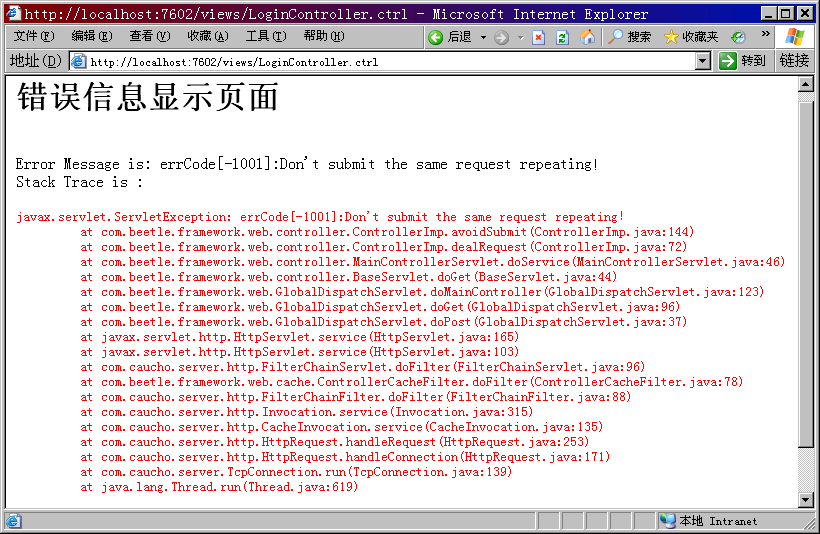 http://localhost:7602/views/LoginController.ctrl - Microsoft Internet Explorer
文件(F) 编辑(E) 查看(V) 收藏(A) 工具(T) 帮助(H) 后退 搜索 收藏夹 »
地址(D) http://localhost:7602/views/LoginController.ctrl 转到 链接
错误信息显示页面
Error Message is: errCode[-1001]:Don't submit the same request repeating!
Stack Trace is :
javax.servlet.ServletException: errCode[-1001]:Don't submit the same request repeating!
at com.beetle.framework.web.controller.ControllerImp.avoidSubmit(ControllerImp.java:144)
at com.beetle.framework.web.controller.ControllerImp.dealRequest(ControllerImp.java:72)
at com.beetle.framework.web.controller.MainControllerServlet.doService(MainControllerServlet.java:46)
at com.beetle.framework.web.controller.BaseServlet.doGet(BaseServlet.java:44)
at com.beetle.framework.web.GlobalDispatchServlet.doMainController(GlobalDispatchServlet.java:123)
at com.beetle.framework.web.GlobalDispatchServlet.doGet(GlobalDispatchServlet.java:96)
at com.beetle.framework.web.GlobalDispatchServlet.doPost(GlobalDispatchServlet.java:37)
at javax.servlet.http.HttpServlet.service(HttpServlet.java:165)
at javax.servlet.http.HttpServlet.service(HttpServlet.java:103)
at com.caucho.server.http.FilterChainServlet.doFilter(FilterChainServlet.java:96)
at com.beetle.framework.web.cache.ControllerCacheFilter.doFilter(ControllerCacheFilter.java:78)
at com.caucho.server.http.FilterChainFilter.doFilter(FilterChainFilter.java:88)
at com.caucho.server.http.Invocation.service(Invocation.java:315)
at com.caucho.server.http.CacheInvocation.service(CacheInvocation.java:135)
at com.caucho.server.http.HttpRequest.handleRequest(HttpRequest.java:253)
at com.caucho.server.http.HttpRequest.handleConnection(HttpRequest.java:171)
at com.caucho.server.TcpConnection.run(TcpConnection.java:139)
at java.lang.Thread.run(Thread.java:619)
本地 Intranet